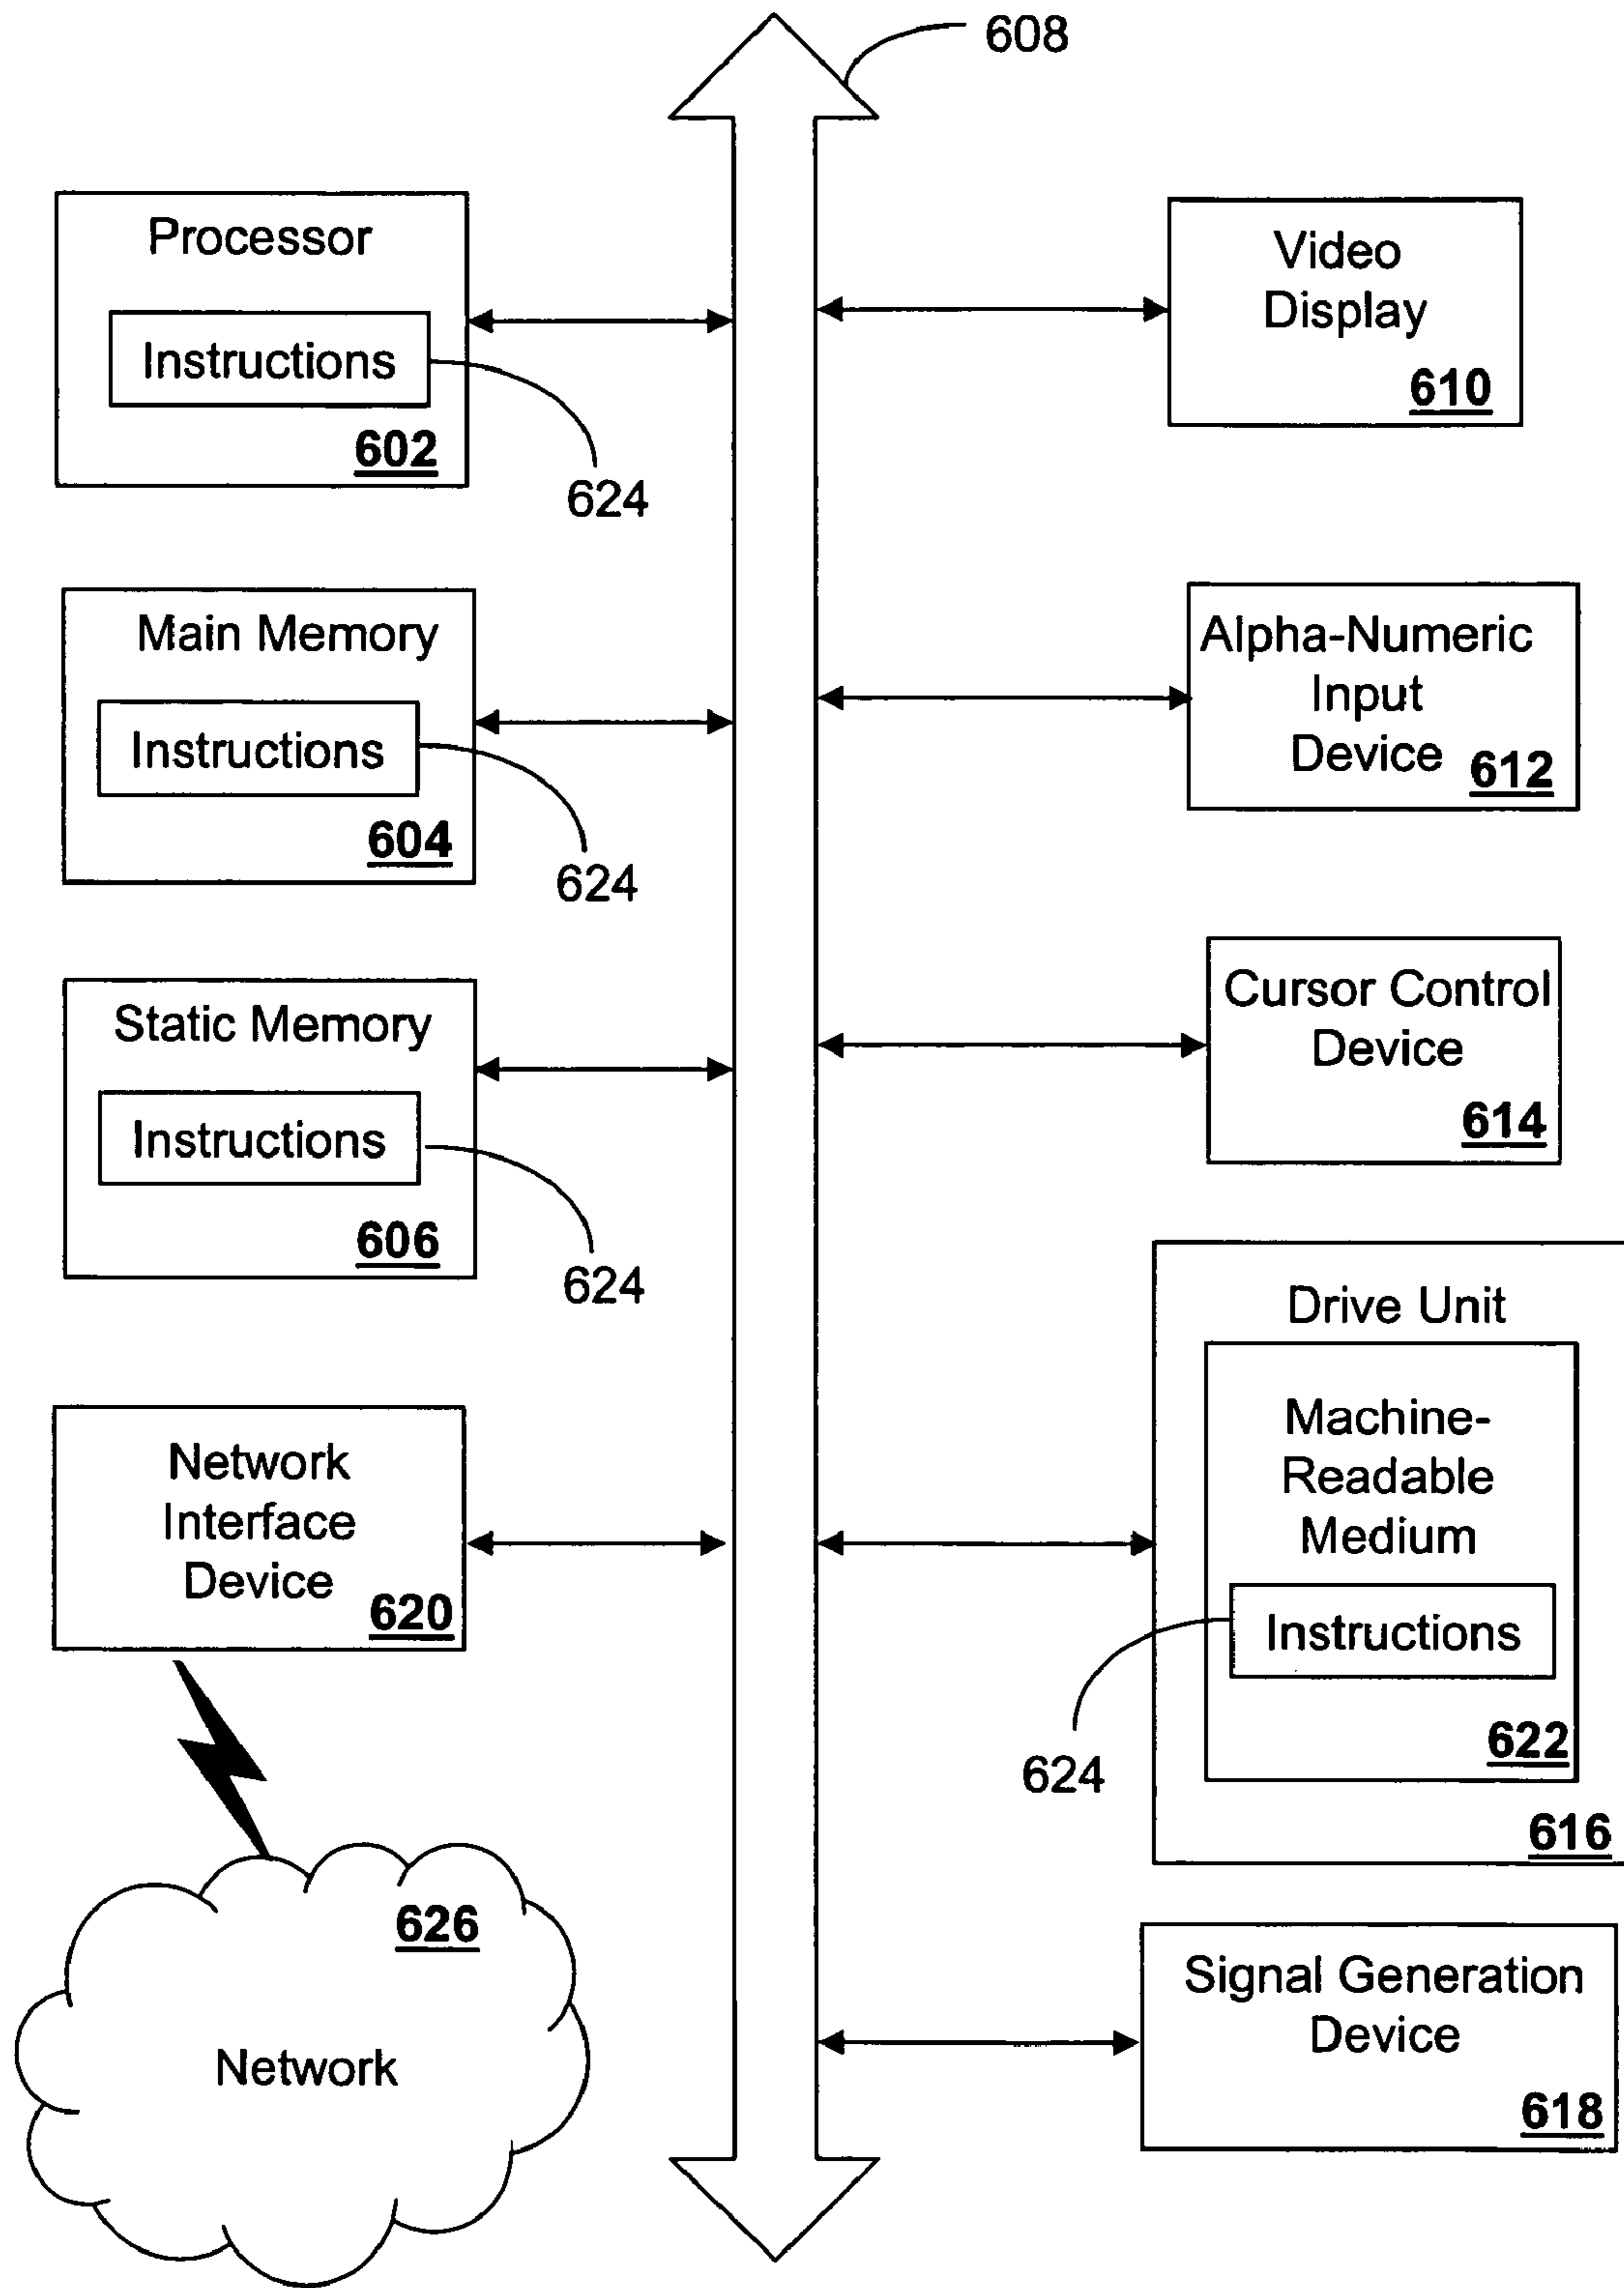 608
Processor
Instructions
602
624
Main Memory
Instructions
604
624
Static Memory
Instructions
606
624
Network
Interface
Device
620
626
Network
Video
Display
610
Alpha-Numeric
Input
Device
612
Cursor Control
Device
614
Drive Unit
Machine-
Readable
Medium
Instructions
624
622
616
Signal Generation
Device
618